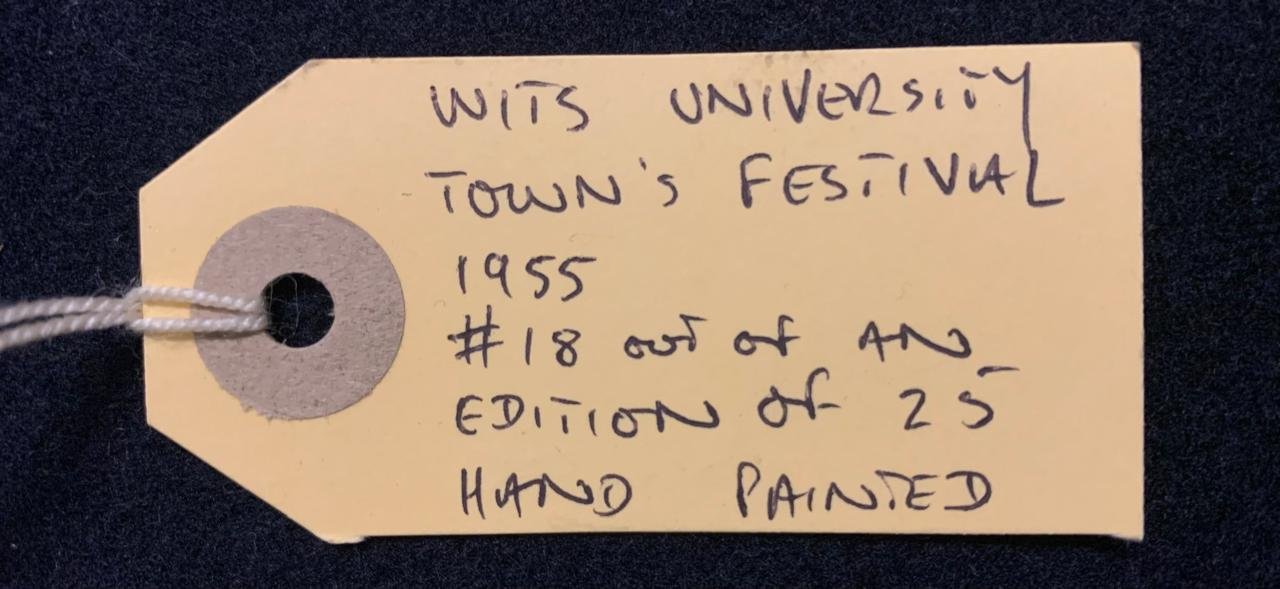 WITS UNIVERSITY
TOWN'S FESTIVAL
1955
#18 out of AN
EDITION of 25
HAND PAINTED